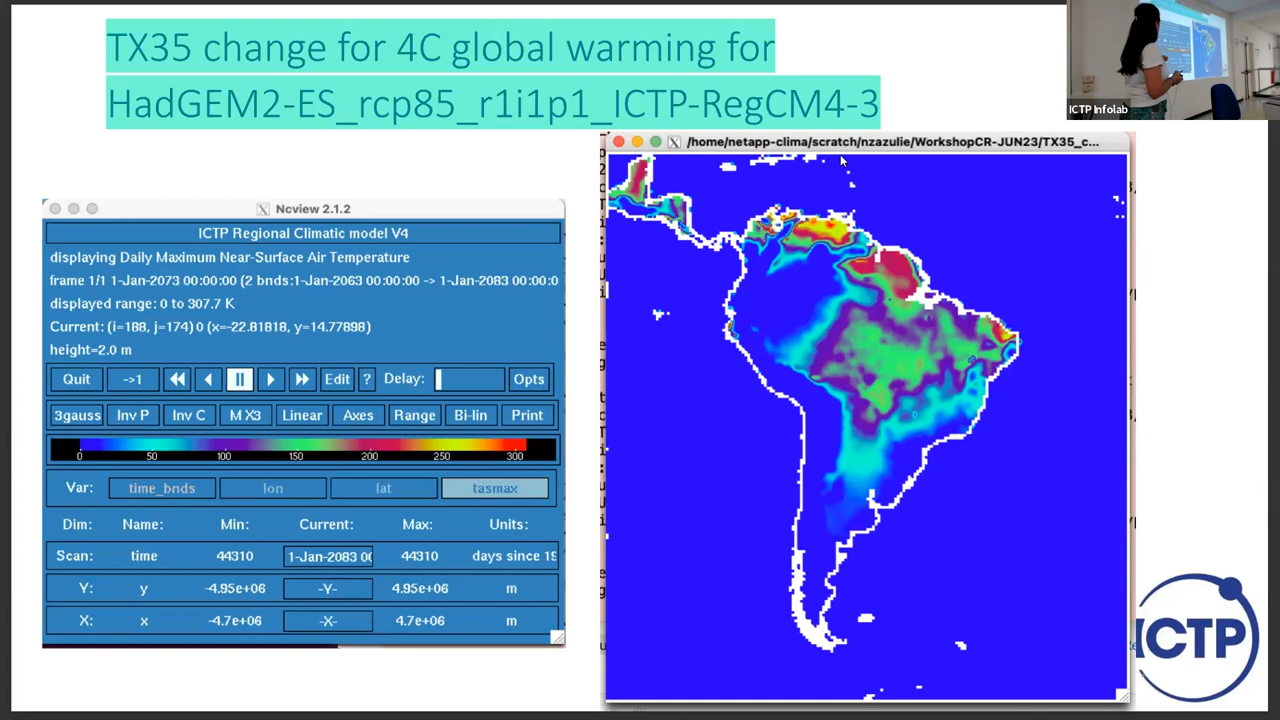 TX35 change for 4C global warming for
HadGEM2-ES_rcp85_r1i1p1_ICTP-RegCM4-3
ICTP Infolab
/home/netapp-clima/scratch/nzazulie/WorkshopCR-JUN23/TX35_c...
Ncview 2.1.2
ICTP Regional Climatic model V4
displaying Daily Maximum Near-Surface Air Temperature
frame 1/1 1-Jan-2073 00:00:00 (2 bnds:1-Jan-2063 00:00:00 -> 1-Jan-2083 00:00:0
displayed range: 0 to 307.7 K
Current: (i=188, j=174) 0 (x=-22.81818, y=14.77898)
height=2.0 m
Quit ->1 Edit ? Delay: Opts
3gauss Inv P Inv C M X3 Linear Axes Range Bi-lin Print
0 50 100 150 200 250 300
Var: time_bnds lon lat tasmax
Dim: Name: Min: Current: Max: Units:
Scan: time 44310 1-Jan-2083 00 44310 days since 19
Y: y -4.95e+06 -Y- 4.95e+06 m
X: x -4.7e+06 -X- 4.7e+06 m
ICTP